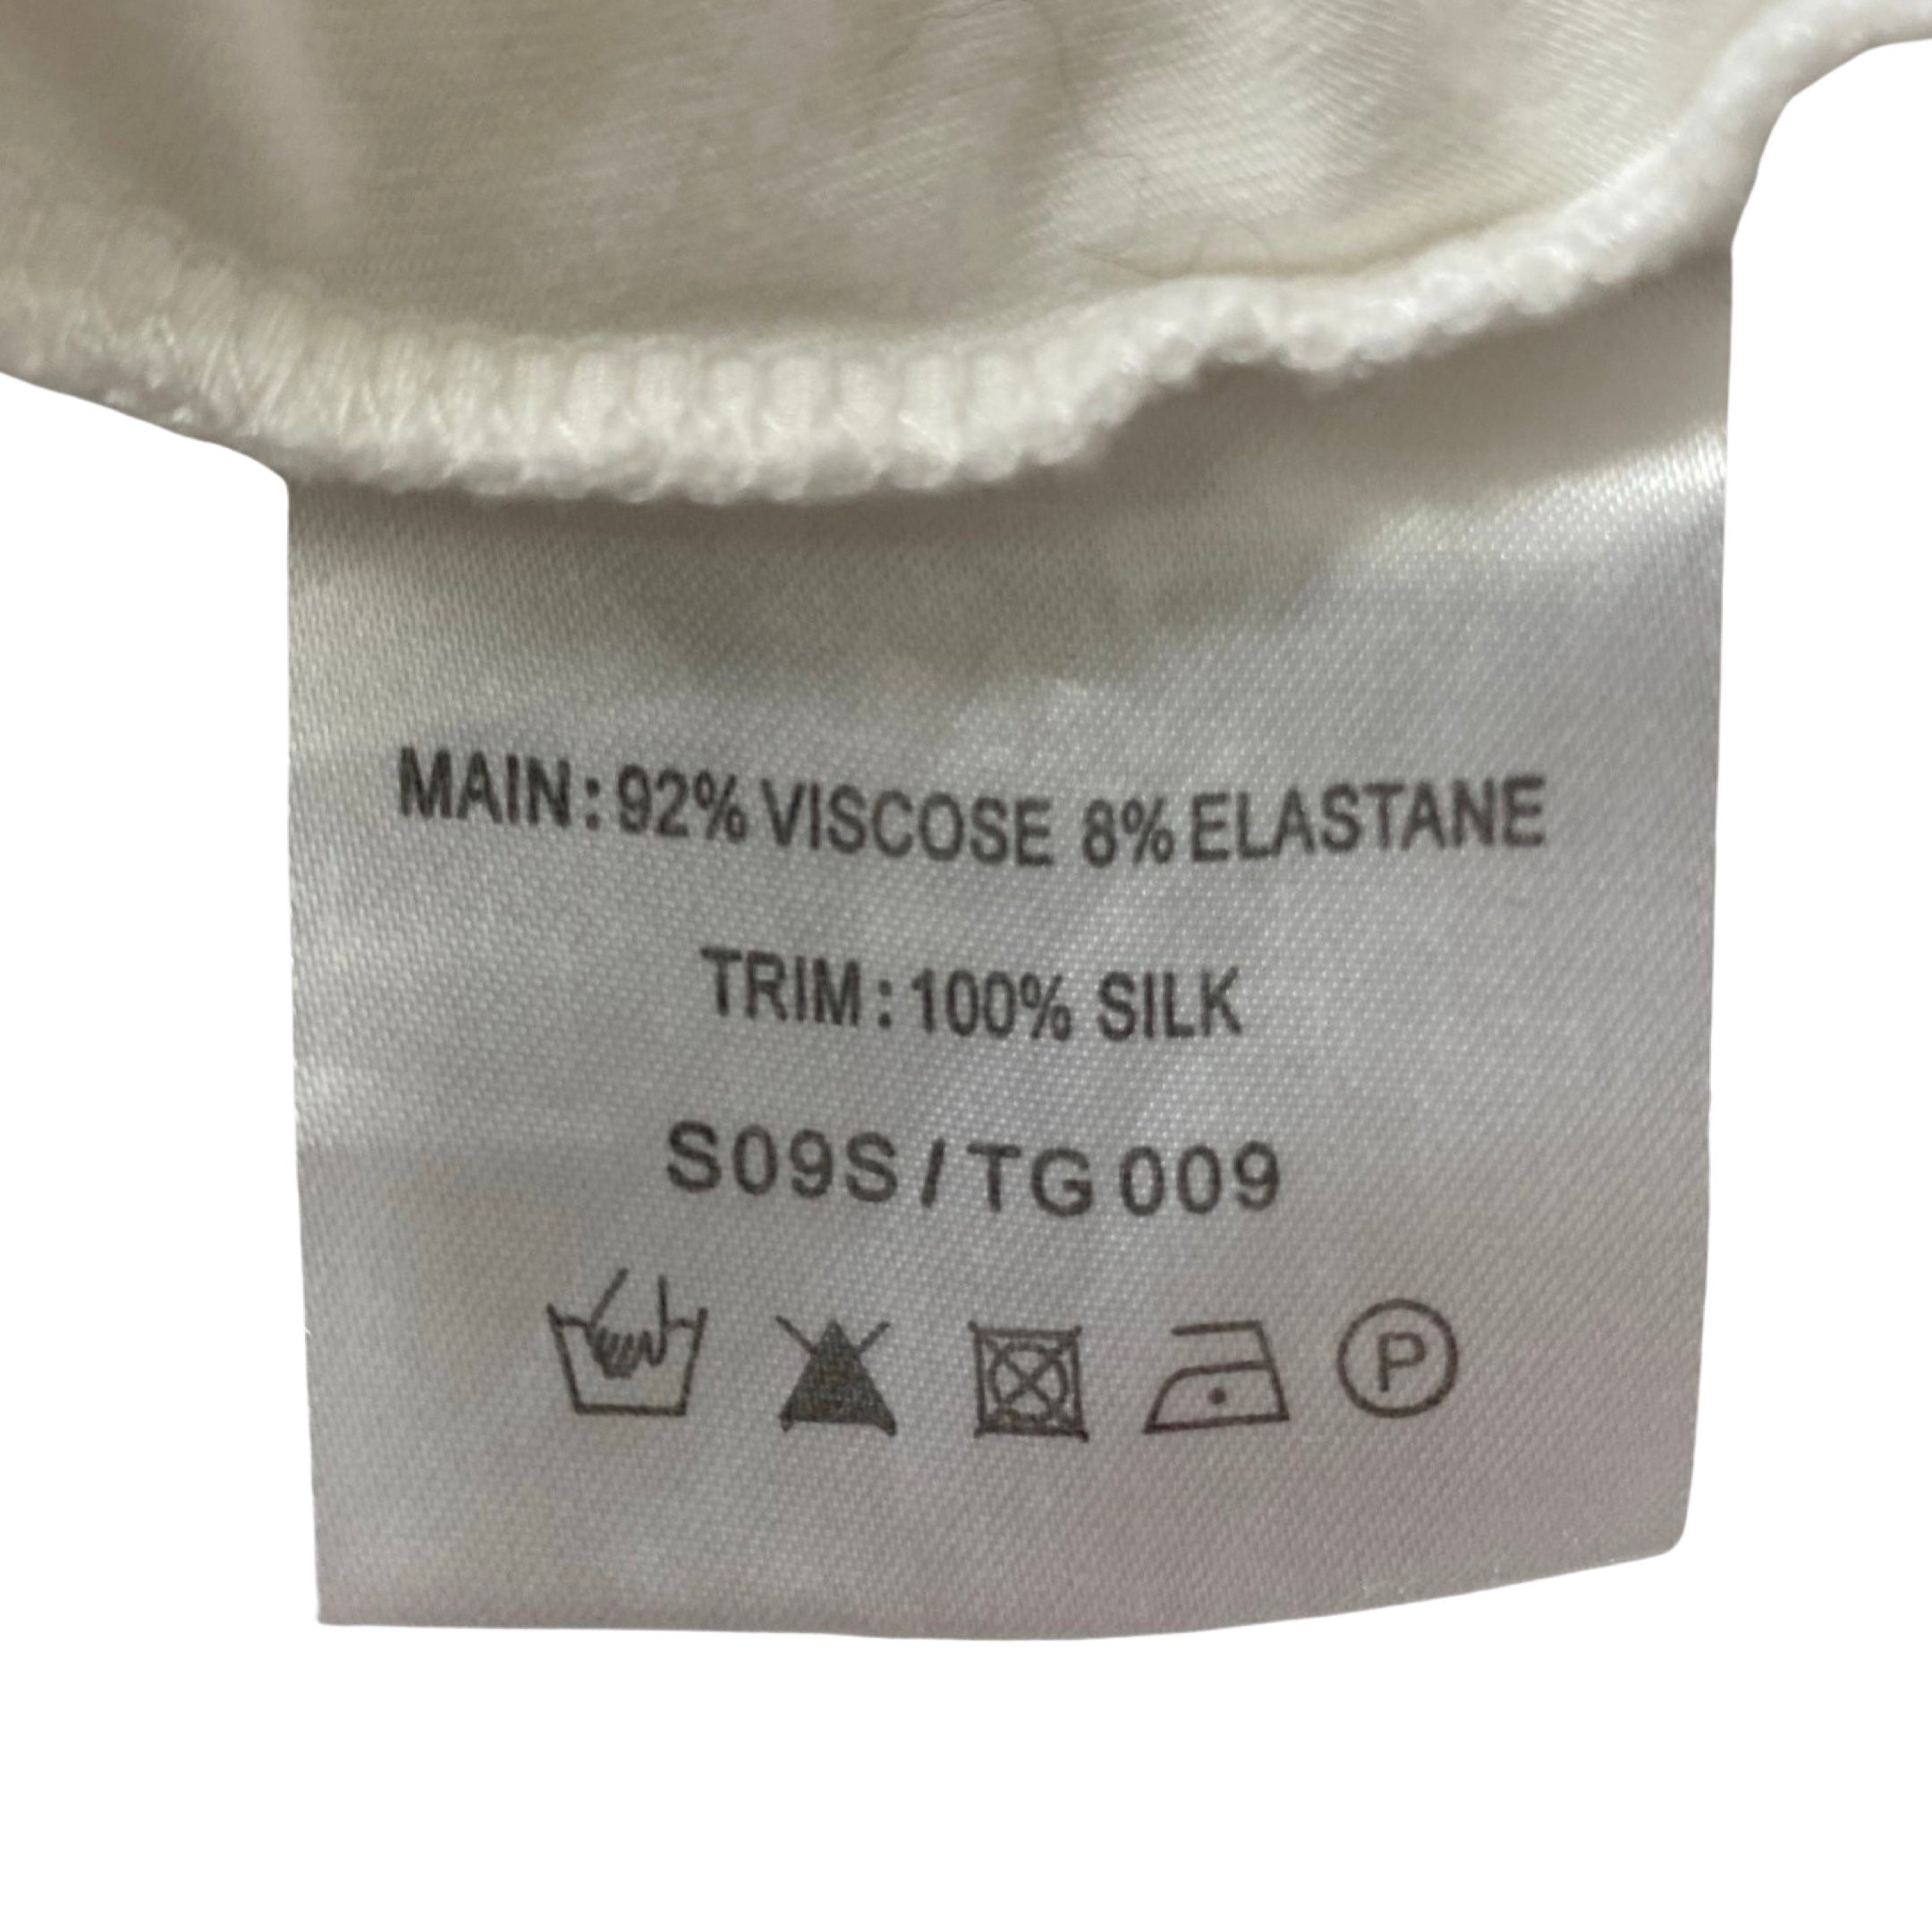 MAIN: 92% VISCOSE 8% ELASTANE
TRIM: 100% SILK
S09S / TG 009
P